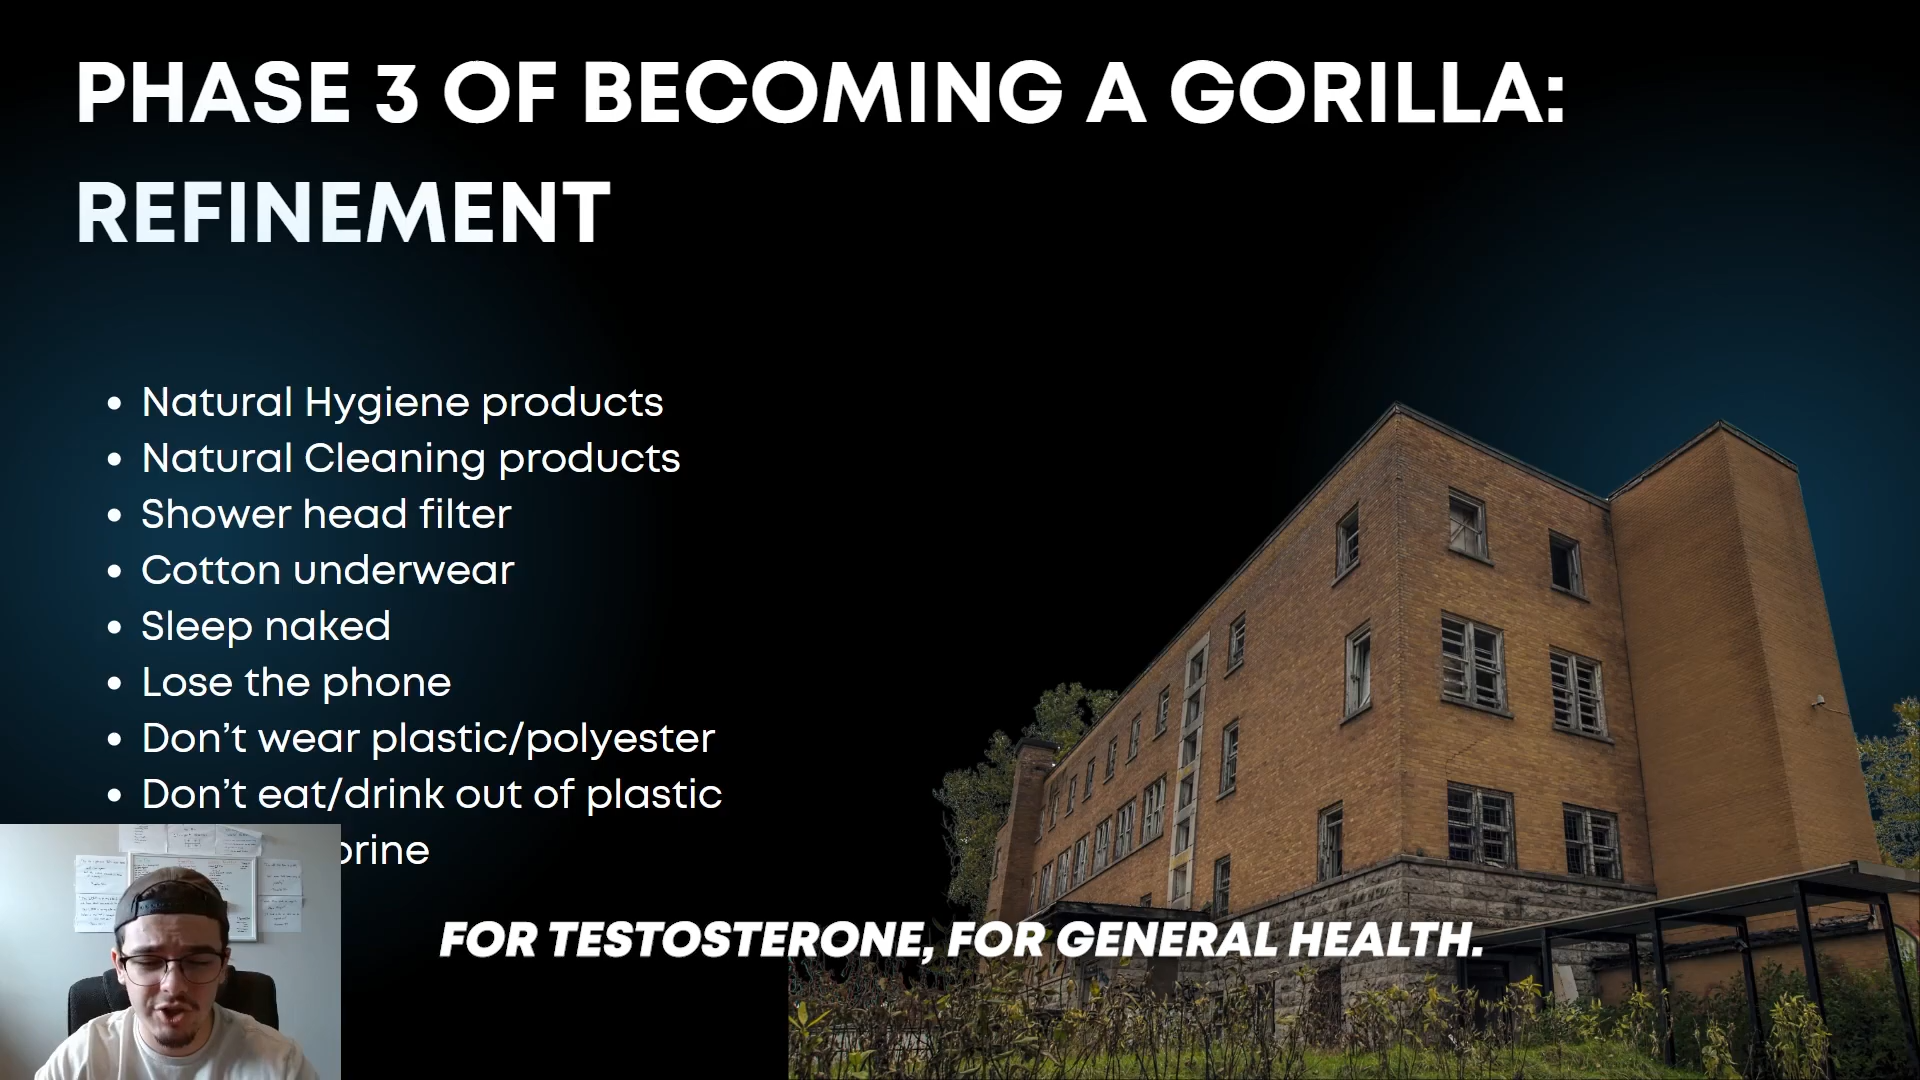 PHASE 3 OF BECOMING A GORILLA:
REFINEMENT
• Natural Hygiene products
• Natural Cleaning products
• Shower head filter
• Cotton underwear
• Sleep naked
• Lose the phone
• Don’t wear plastic/polyester
• Don’t eat/drink out of plastic
FOR TESTOSTERONE, FOR GENERAL HEALTH.